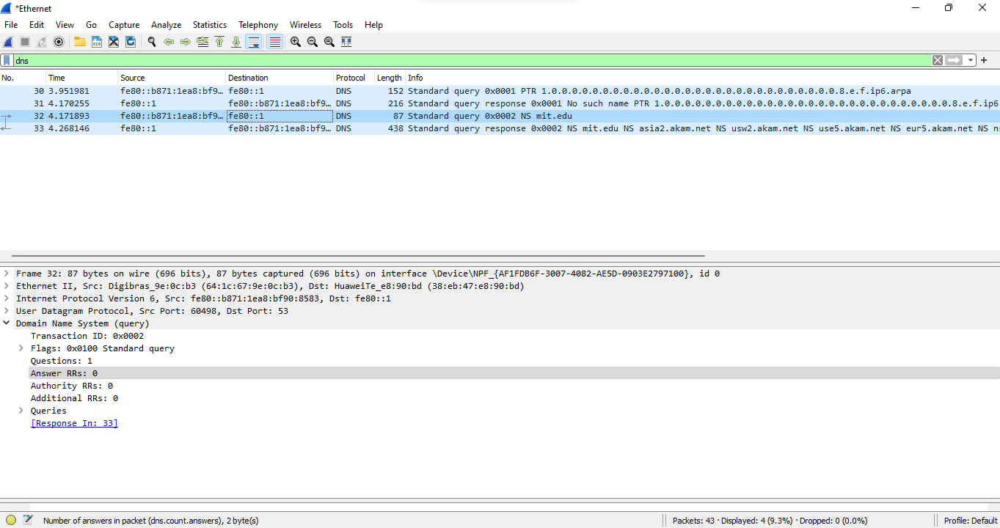 *Ethernet
File Edit View Go Capture Analyze Statistics Telephony Wireless Tools Help
dns
No. Time Source Destination Protocol Length Info
30 3.951981 fe80::b871:1ea8:bf9… fe80::1 DNS 152 Standard query 0x0001 PTR 1.0.0.0.0.0.0.0.0.0.0.0.0.0.0.0.0.0.0.0.0.0.0.0.0.0.0.0.0.8.e.f.ip6.arpa
31 4.170255 fe80::1 fe80::b871:1ea8:bf9… DNS 216 Standard query response 0x0001 No such name PTR 1.0.0.0.0.0.0.0.0.0.0.0.0.0.0.0.0.0.0.0.0.0.0.0.0.0.0.0.0.8.e.f.ip6
32 4.171893 fe80::b871:1ea8:bf9… fe80::1 DNS 87 Standard query 0x0002 NS mit.edu
33 4.268146 fe80::1 fe80::b871:1ea8:bf9… DNS 438 Standard query response 0x0002 NS mit.edu NS asia2.akam.net NS usw2.akam.net NS use5.akam.net NS eur5.akam.net NS
Frame 32: 87 bytes on wire (696 bits), 87 bytes captured (696 bits) on interface \Device\NPF_{AF1FDB6F-3007-4082-AE5D-0903E2797100}, id 0
Ethernet II, Src: Digibras_9e:0c:b3 (64:1c:67:9e:0c:b3), Dst: HuaweiTe_e8:90:bd (38:eb:47:e8:90:bd)
Internet Protocol Version 6, Src: fe80::b871:1ea8:bf90:8583, Dst: fe80::1
User Datagram Protocol, Src Port: 60498, Dst Port: 53
Domain Name System (query)
Transaction ID: 0x0002
Flags: 0x0100 Standard query
Questions: 1
Answer RRs: 0
Authority RRs: 0
Additional RRs: 0
Queries
[Response In: 33]
Number of answers in packet (dns.count.answers), 2 byte(s)
Packets: 43 · Displayed: 4 (9.3%) · Dropped: 0 (0.0%)
Profile: Default